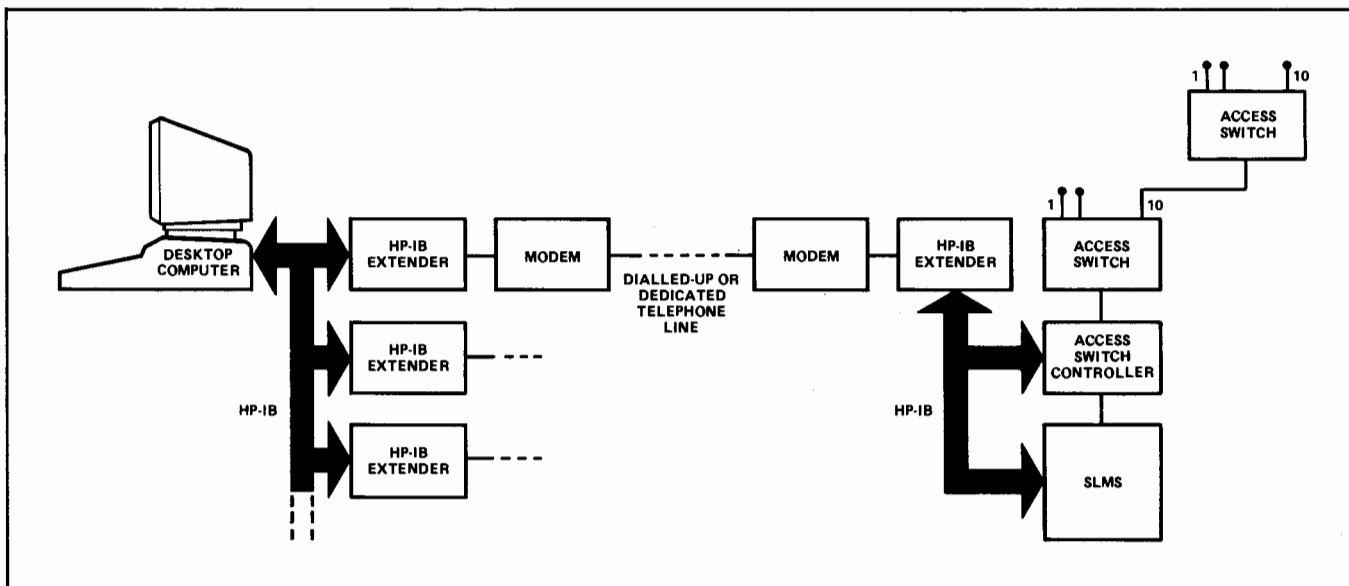 1
10
ACCESS
SWITCH
1
10
DESKTOP
COMPUTER
HP-IB
EXTENDER
MODEM
DIALLED-UP OR
DEDICATED
TELEPHONE
LINE
MODEM
HP-IB
EXTENDER
ACCESS
SWITCH
HP-IB
EXTENDER
ACCESS
SWITCH
CONTROLLER
HP-IB
HP-IB
HP-IB
EXTENDER
SLMS